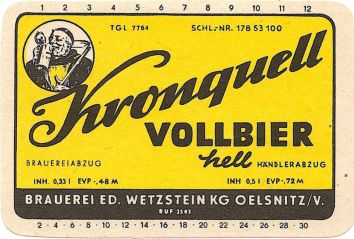 1 2 3 4 5 6 7 8 9 10 11 12
TGL 7764 SCHL.-NR. 178 53 100
Kronquell
VOLLBIER
hell
BRAUEREIABZUG HÄNDLERABZUG
INH. 0,33 l EVP -,48 M INH. 0,5 l EVP -,72 M
BRAUEREI ED. WETZSTEIN KG OELSNITZ/V.
RUF 2503
2 · 4 · 6 · 8 · 10 · 12 · 14 · 16 · 18 · 20 · 22 · 24 · 26 · 28 · 30